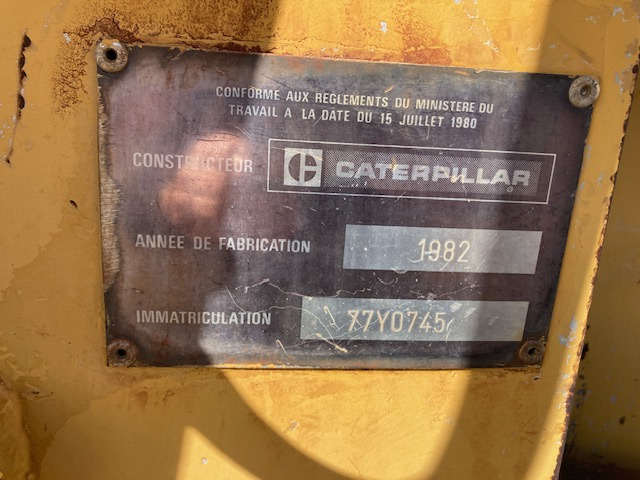 CONFORME AUX REGLEMENTS DU MINISTERE DU
TRAVAIL A LA DATE DU 15 JUILLET 1980
CONSTRUCTEUR CATERPILLAR
ANNEE DE FABRICATION 1982
IMMATRICULATION 77Y0745